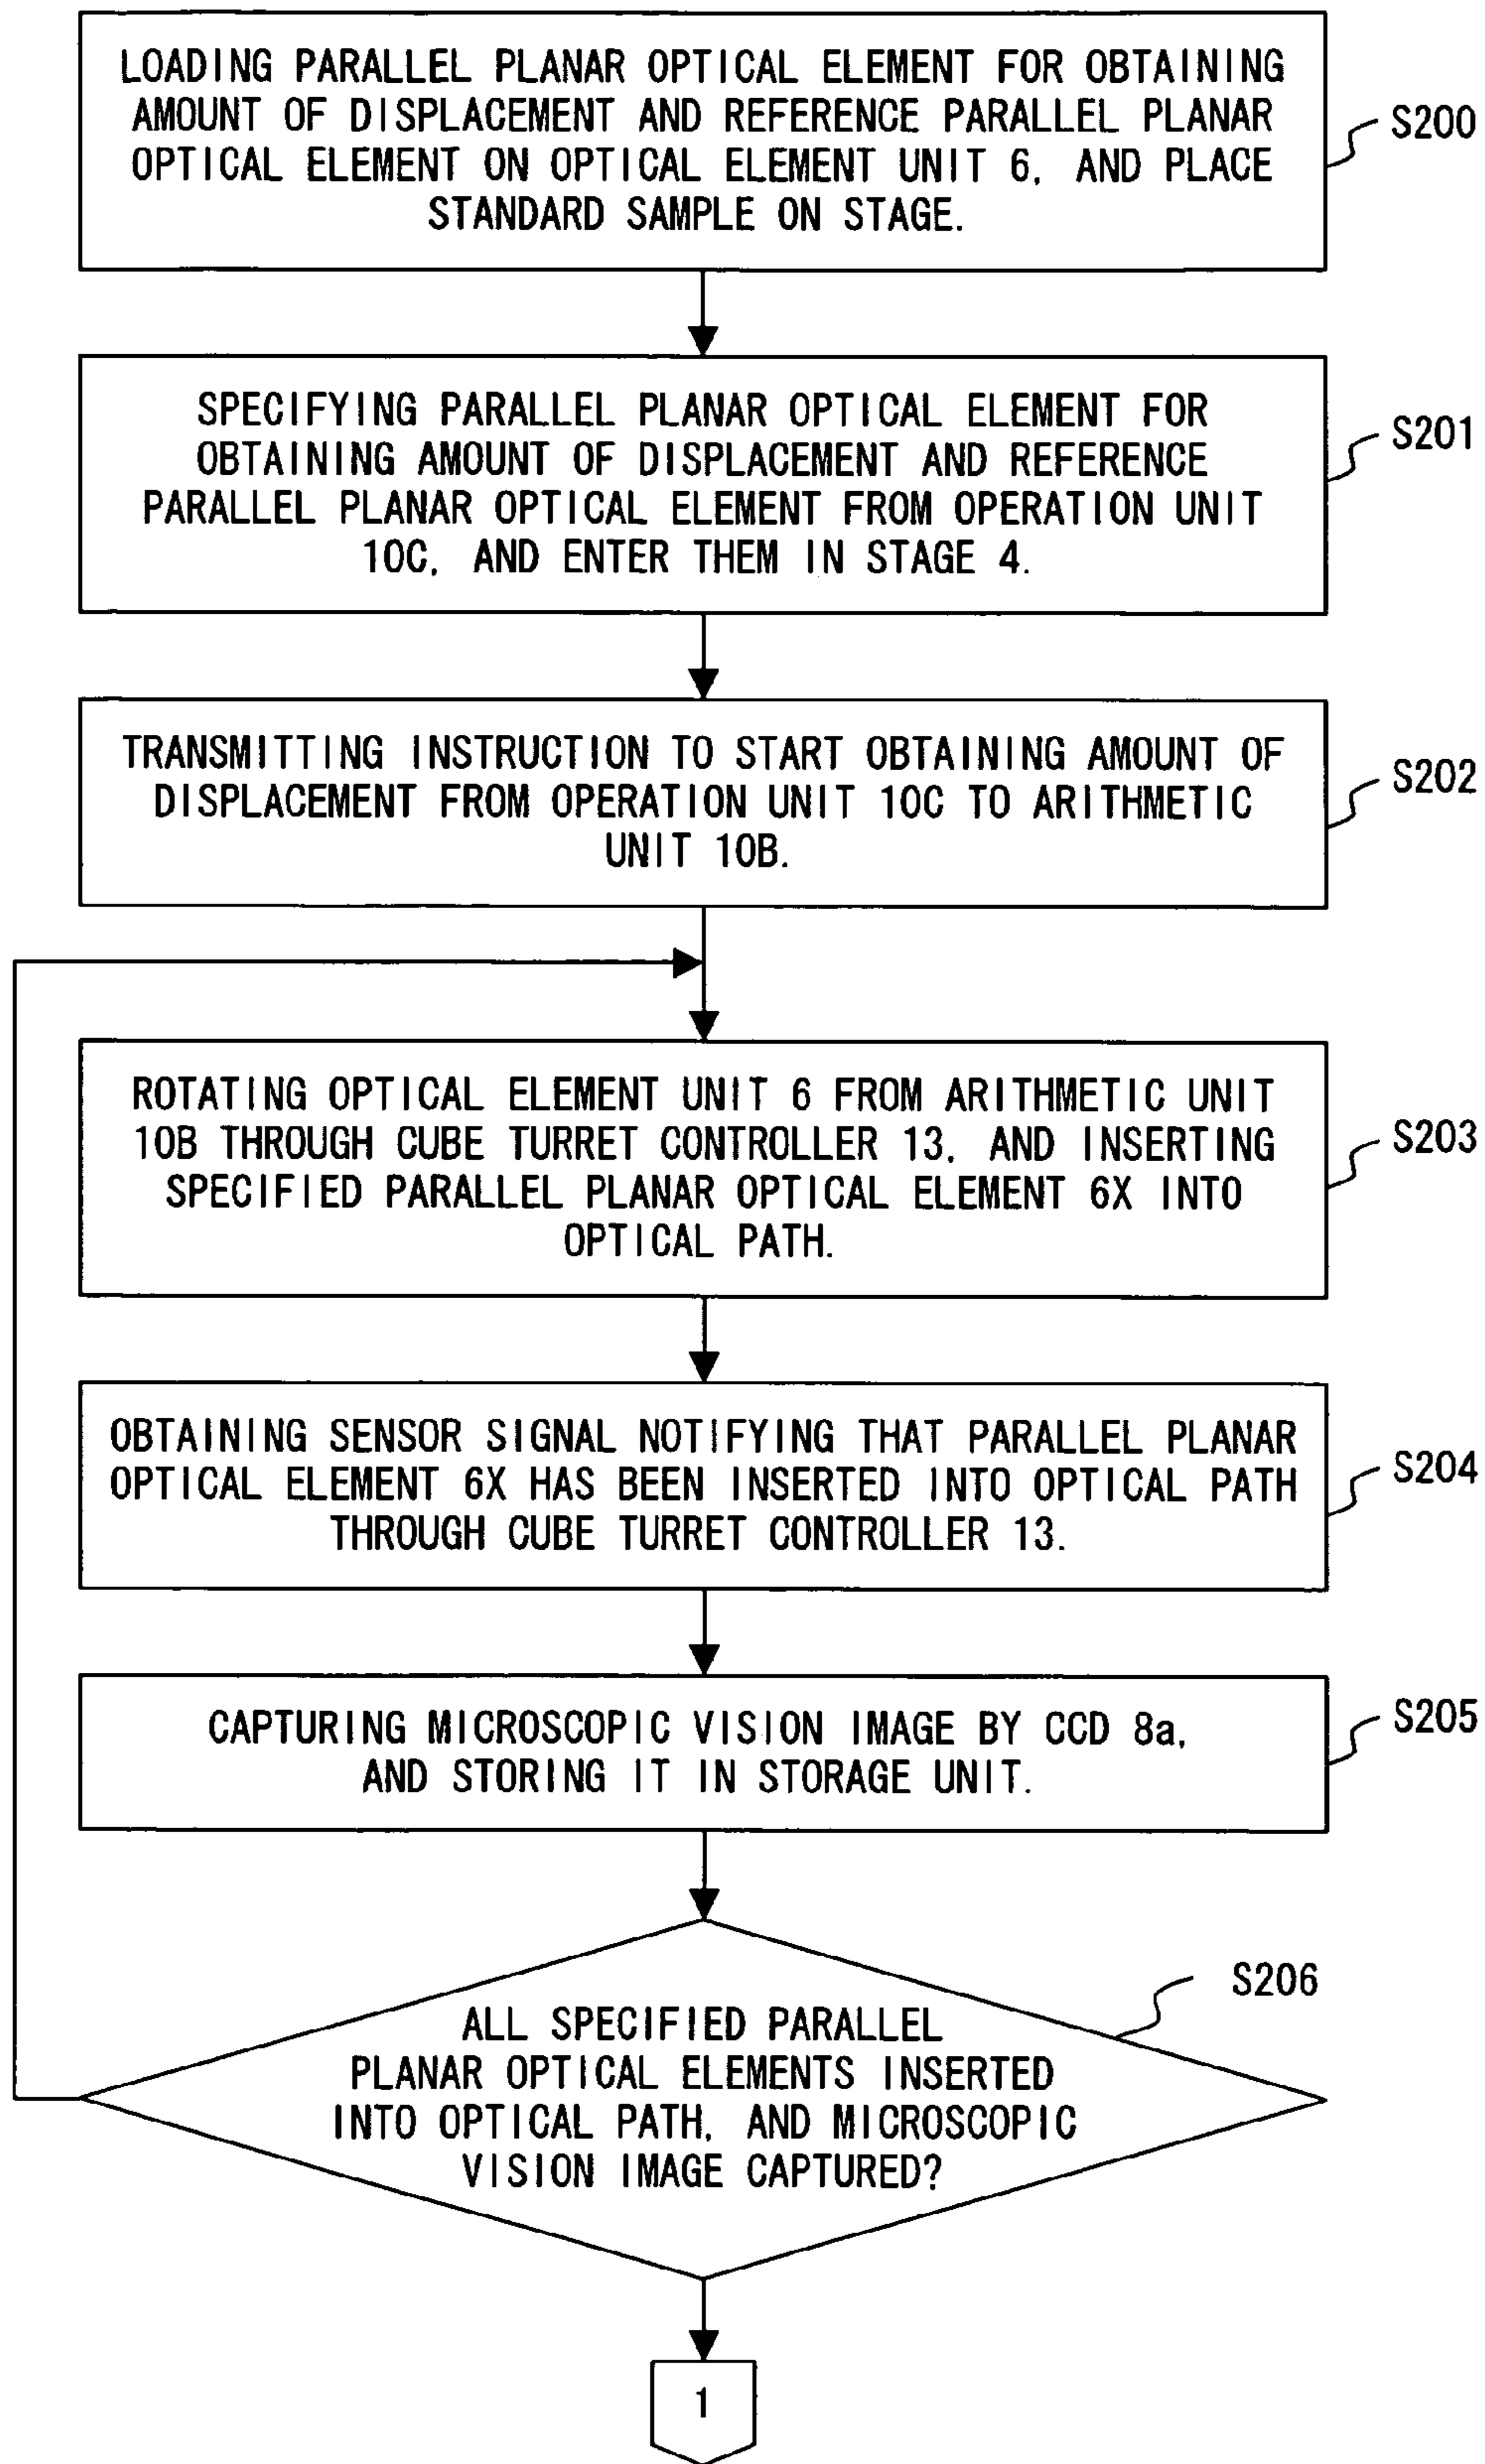 LOADING PARALLEL PLANAR OPTICAL ELEMENT FOR OBTAINING
AMOUNT OF DISPLACEMENT AND REFERENCE PARALLEL PLANAR
OPTICAL ELEMENT ON OPTICAL ELEMENT UNIT 6, AND PLACE
STANDARD SAMPLE ON STAGE.
S200
SPECIFYING PARALLEL PLANAR OPTICAL ELEMENT FOR
OBTAINING AMOUNT OF DISPLACEMENT AND REFERENCE
PARALLEL PLANAR OPTICAL ELEMENT FROM OPERATION UNIT
10C, AND ENTER THEM IN STAGE 4.
S201
TRANSMITTING INSTRUCTION TO START OBTAINING AMOUNT OF
DISPLACEMENT FROM OPERATION UNIT 10C TO ARITHMETIC
UNIT 10B.
S202
ROTATING OPTICAL ELEMENT UNIT 6 FROM ARITHMETIC UNIT
10B THROUGH CUBE TURRET CONTROLLER 13, AND INSERTING
SPECIFIED PARALLEL PLANAR OPTICAL ELEMENT 6X INTO
OPTICAL PATH.
S203
OBTAINING SENSOR SIGNAL NOTIFYING THAT PARALLEL PLANAR
OPTICAL ELEMENT 6X HAS BEEN INSERTED INTO OPTICAL PATH
THROUGH CUBE TURRET CONTROLLER 13.
S204
CAPTURING MICROSCOPIC VISION IMAGE BY CCD 8a,
AND STORING IT IN STORAGE UNIT.
S205
ALL SPECIFIED PARALLEL
PLANAR OPTICAL ELEMENTS INSERTED
INTO OPTICAL PATH, AND MICROSCOPIC
VISION IMAGE CAPTURED?
S206
1